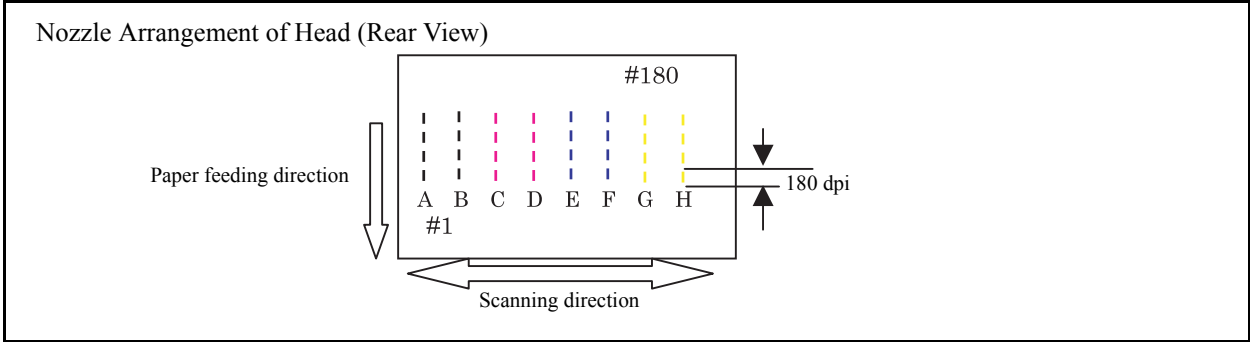 Nozzle Arrangement of Head (Rear View)
#180
Paper feeding direction
180 dpi
A B C D E F G H
#1
Scanning direction